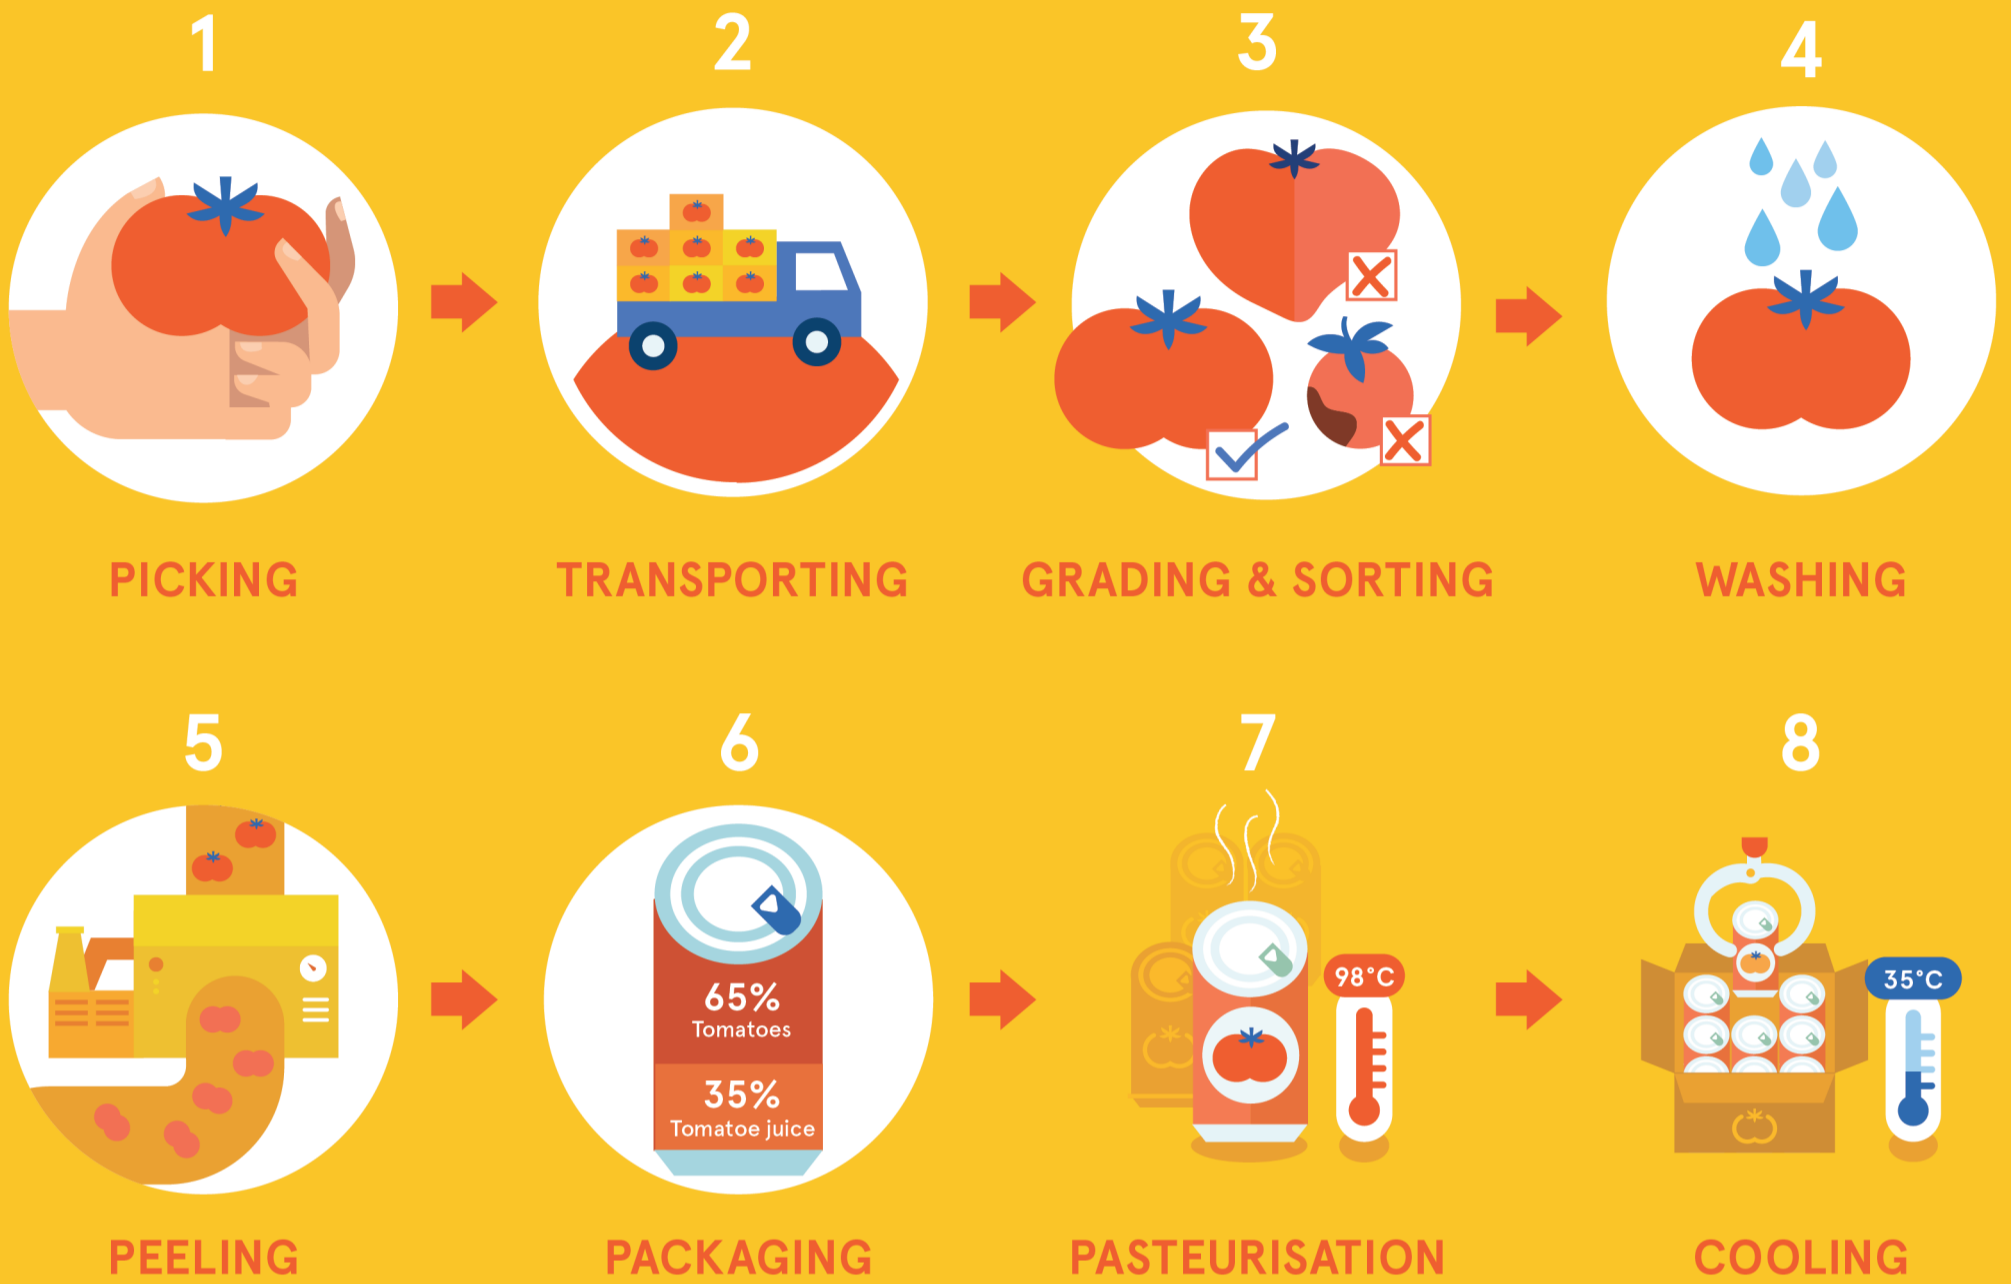 1
2
3
4
PICKING
TRANSPORTING
GRADING & SORTING
WASHING
5
6
7
8
65%
Tomatoes
35%
Tomatoe juice
98°C
35°C
PEELING
PACKAGING
PASTEURISATION
COOLING